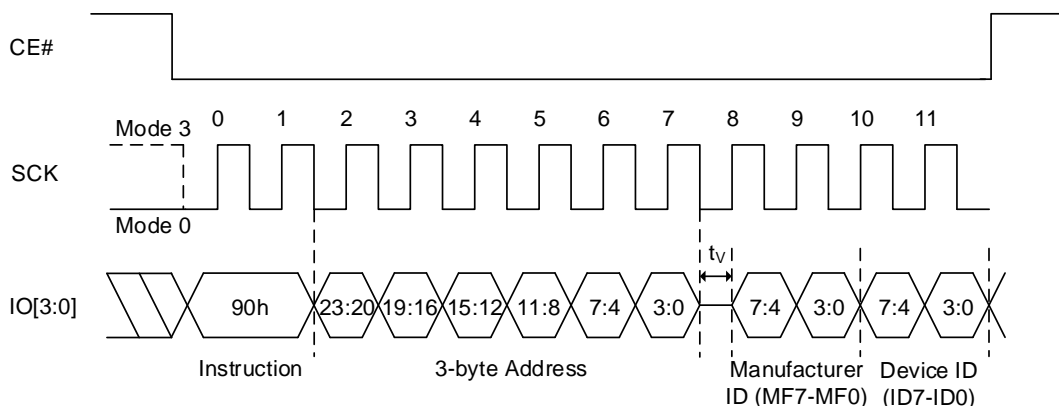 CE#
0 1 2 3 4 5 6 7 8 9 10 11
Mode 3
SCK
Mode 0
tV
IO[3:0] 90h 23:20 19:16 15:12 11:8 7:4 3:0 7:4 3:0 7:4 3:0
Instruction 3-byte Address Manufacturer Device ID
ID (MF7-MF0) (ID7-ID0)